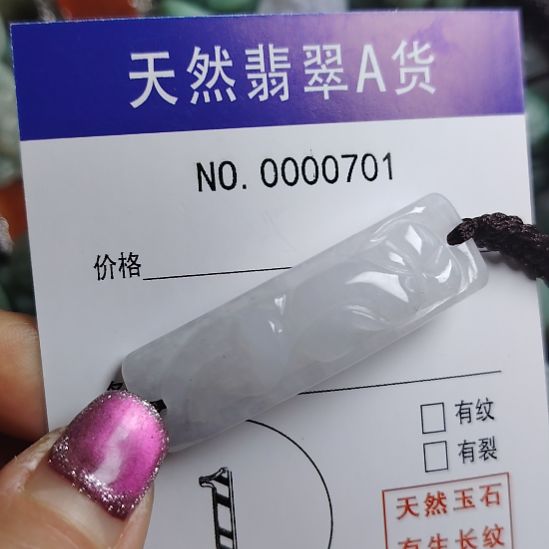 天然翡翠A货
NO. 0000701
价格
有纹
有裂
天然玉石
有生长纹